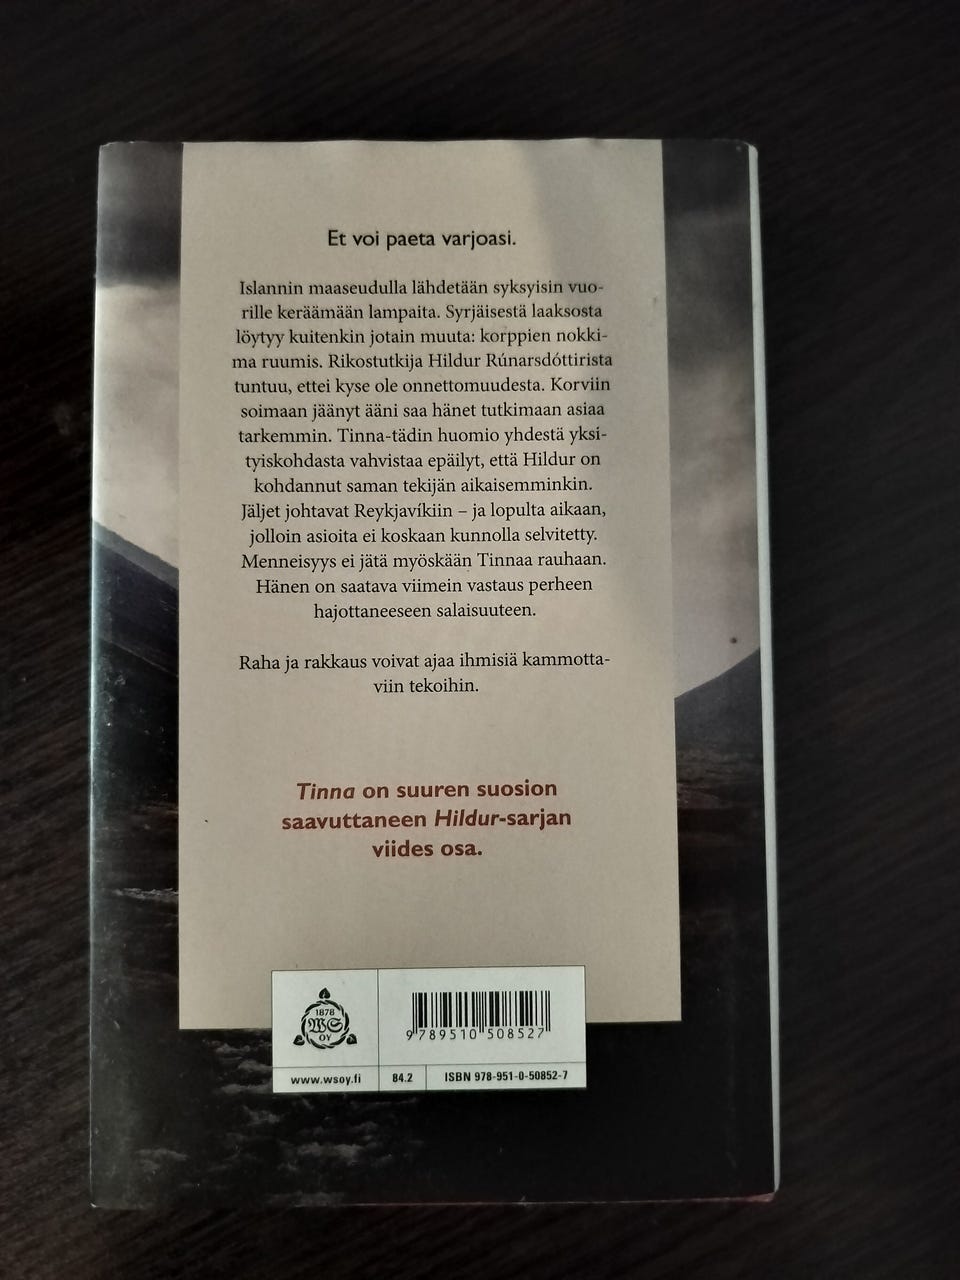 Et voi paeta varjoasi.
Islannin maaseudulla lähdetään syksyisin vuo-
rille keräämään lampaita. Syrjäisestä laaksosta
löytyy kuitenkin jotain muuta: korppien nokki-
ma ruumis. Rikostutkija Hildur Rúnarsdóttirista
tuntuu, ettei kyse ole onnettomuudesta. Korviin
soimaan jäänyt ääni saa hänet tutkimaan asiaa
tarkemmin. Tinna-tädin huomio yhdestä yksi-
tyiskohdasta vahvistaa epäilyt, että Hildur on
kohdannut saman tekijän aikaisemminkin.
Jäljet johtavat Reykjavíkiin – ja lopulta aikaan,
jolloin asioita ei koskaan kunnolla selvitetty.
Menneisyys ei jätä myöskään Tinnaa rauhaan.
Hänen on saatava viimein vastaus perheen
hajottaneeseen salaisuuteen.
Raha ja rakkaus voivat ajaa ihmisiä kammotta-
viin tekoihin.
Tinna on suuren suosion
saavuttaneen Hildur-sarjan
viides osa.
1878
WS
OY
9 789510 508527
www.wsoy.fi
84.2
ISBN 978-951-0-50852-7